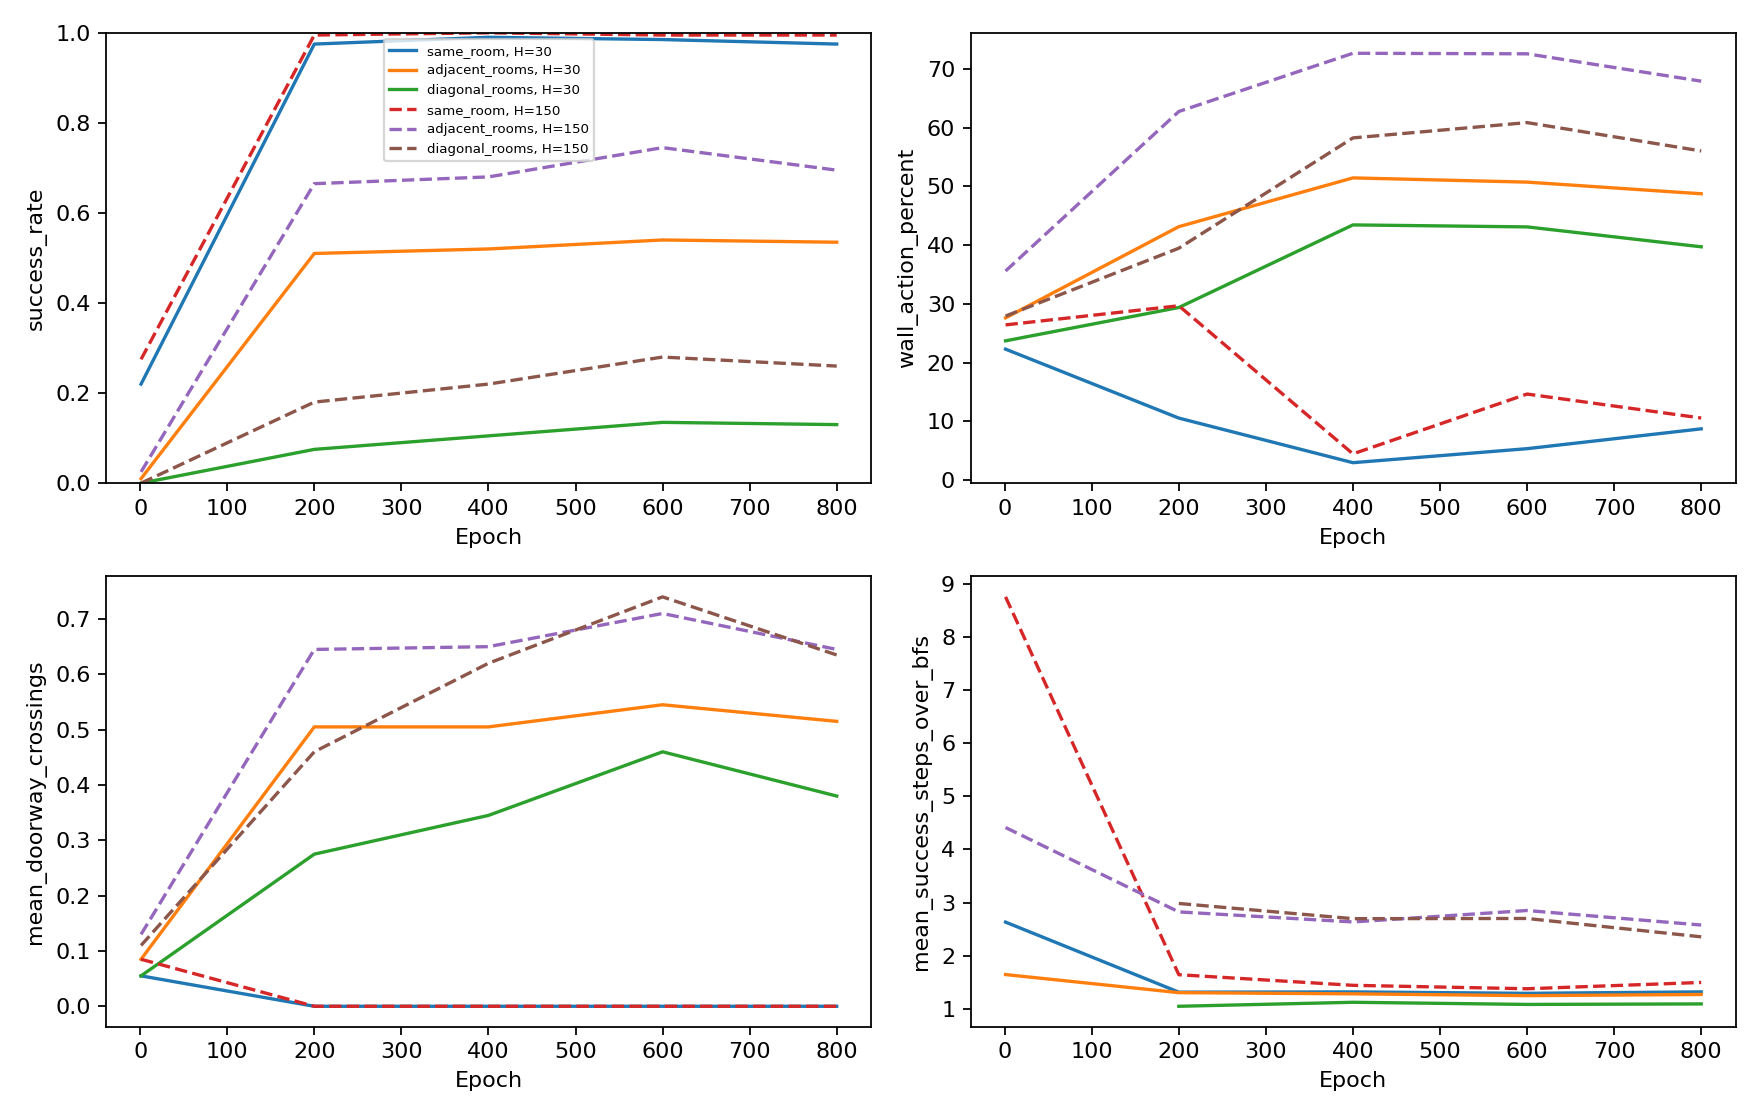 1.0
0.8
0.6
0.4
0.2
0.0
success_rate
same_room, H=30
adjacent_rooms, H=30
diagonal_rooms, H=30
same_room, H=150
adjacent_rooms, H=150
diagonal_rooms, H=150
0 100 200 300 400 500 600 700 800
Epoch
70
60
50
40
30
20
10
0
wall_action_percent
0 100 200 300 400 500 600 700 800
Epoch
0.7
0.6
0.5
0.4
0.3
0.2
0.1
0.0
mean_doorway_crossings
0 100 200 300 400 500 600 700 800
Epoch
9
8
7
6
5
4
3
2
1
mean_success_steps_over_bfs
0 100 200 300 400 500 600 700 800
Epoch